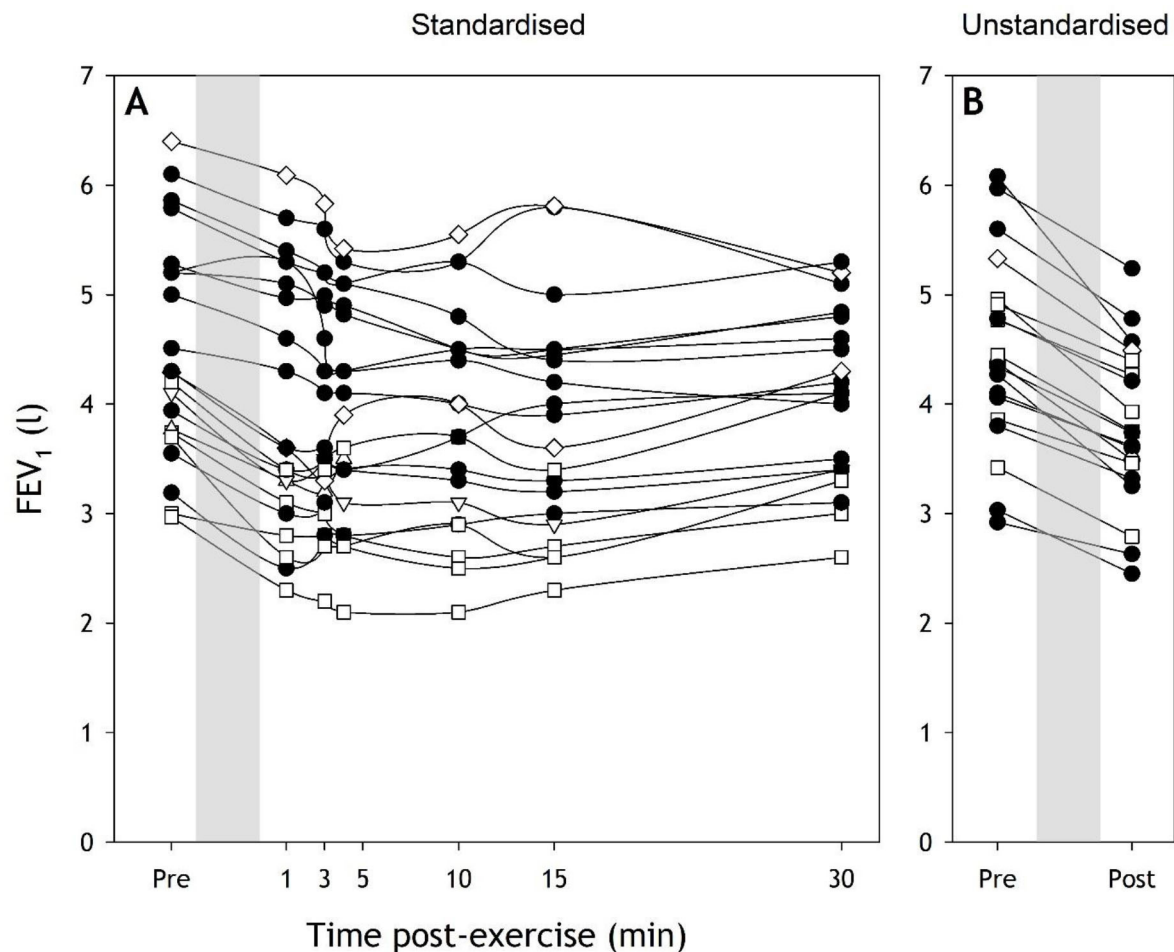 Standardised
Unstandardised
A
B
7
6
5
4
3
2
1
0
FEV₁ (l)
7
6
5
4
3
2
1
0
Pre 1 3 5 10 15 30
Pre Post
Time post-exercise (min)